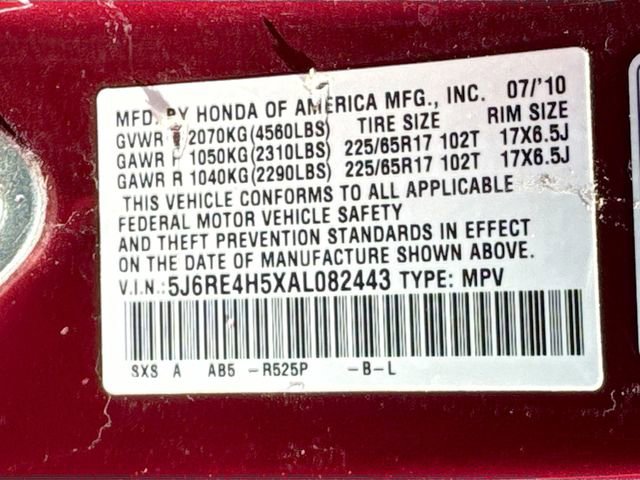 MFD. BY HONDA OF AMERICA MFG., INC. 07/'10
GVWR 2070KG(4560LBS) TIRE SIZE RIM SIZE
GAWR F 1050KG(2310LBS) 225/65R17 102T 17X6.5J
GAWR R 1040KG(2290LBS) 225/65R17 102T 17X6.5J
THIS VEHICLE CONFORMS TO ALL APPLICABLE
FEDERAL MOTOR VEHICLE SAFETY
AND THEFT PREVENTION STANDARDS IN EFFECT
ON THE DATE OF MANUFACTURE SHOWN ABOVE.
V.I.N.:5J6RE4H5XAL082443 TYPE: MPV
SXS A AB5 -R525P -B-L